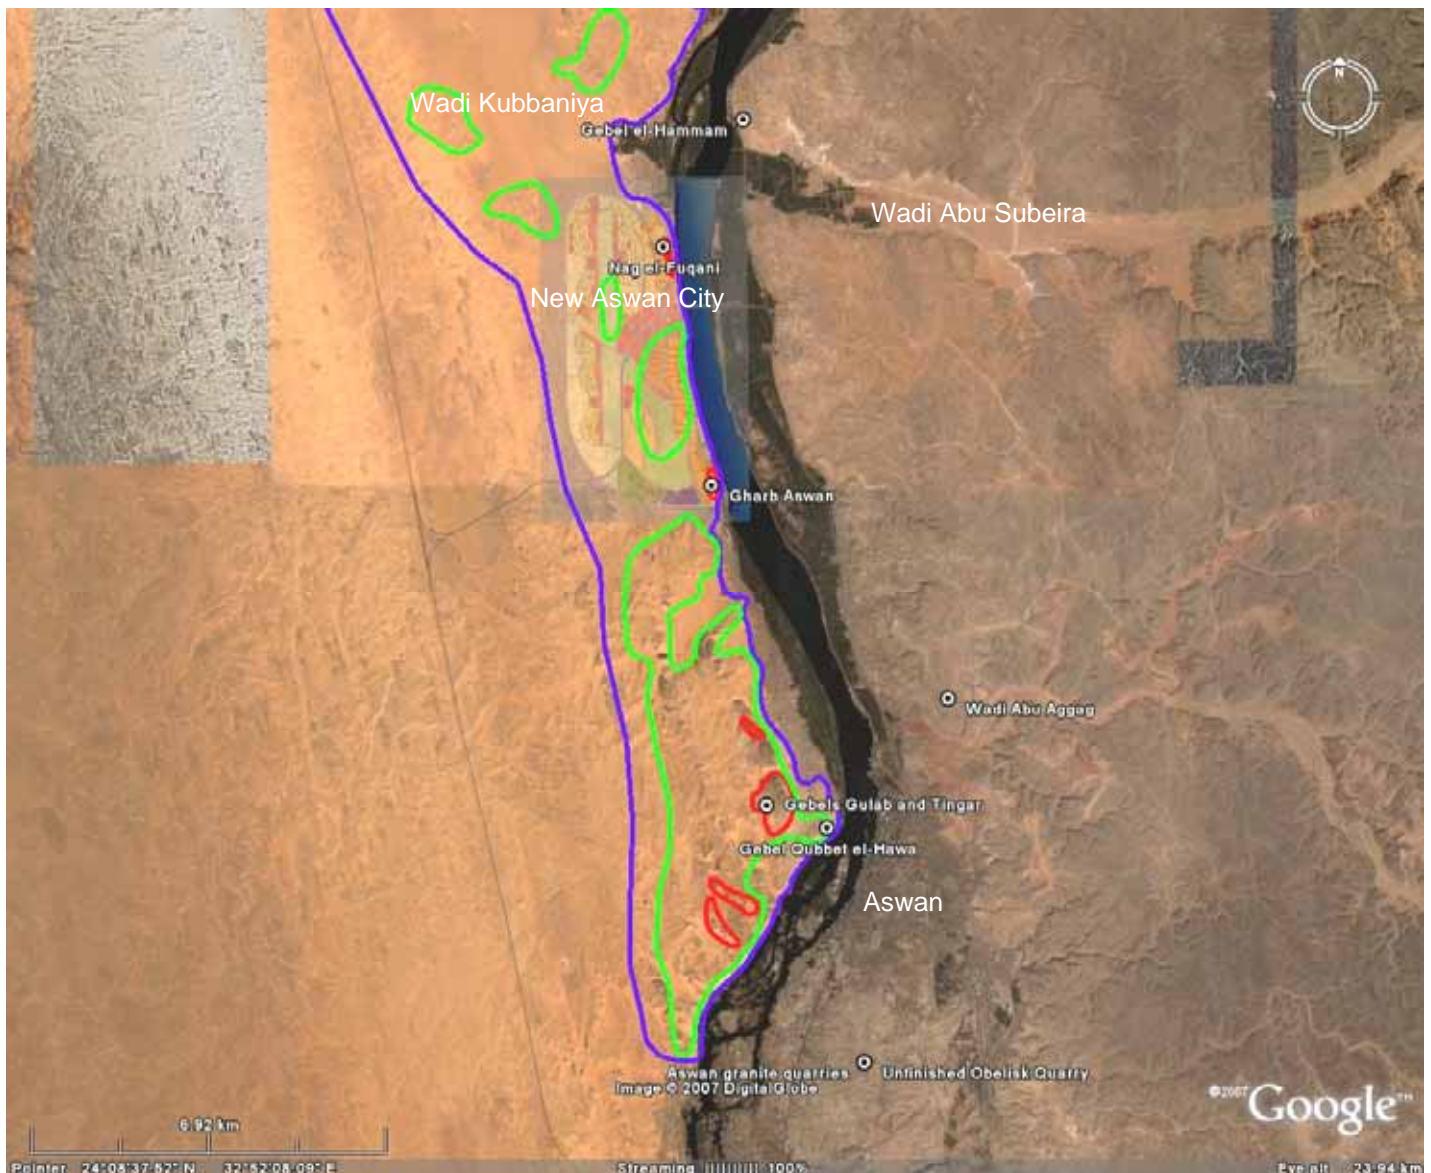 N
Wadi Kubbaniya
Gebel el-Hammam
Wadi Abu Subeira
Nag el-Fuqani
New Aswan City
Gharb Aswan
Wadi Abu Aggag
Gebels Gulab and Tingar
Gebel Qubbet el-Hawa
Aswan
Aswan granite quarries
Unfinished Obelisk Quarry
Image © 2007 DigitalGlobe
©2007 Google™
6.92 km
Pointer 24°08'37.52" N 32°52'08.09" E
Streaming |||||||||| 100%
Eye alt 23.94 km